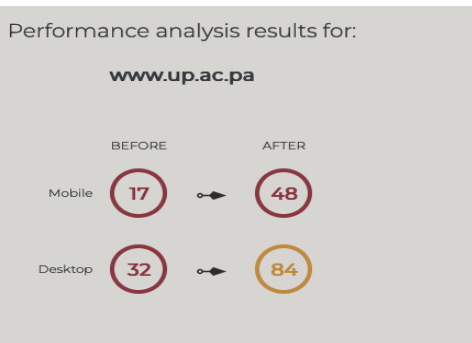 Performance analysis results for:
www.up.ac.pa
BEFORE AFTER
Mobile 17 48
Desktop 32 84